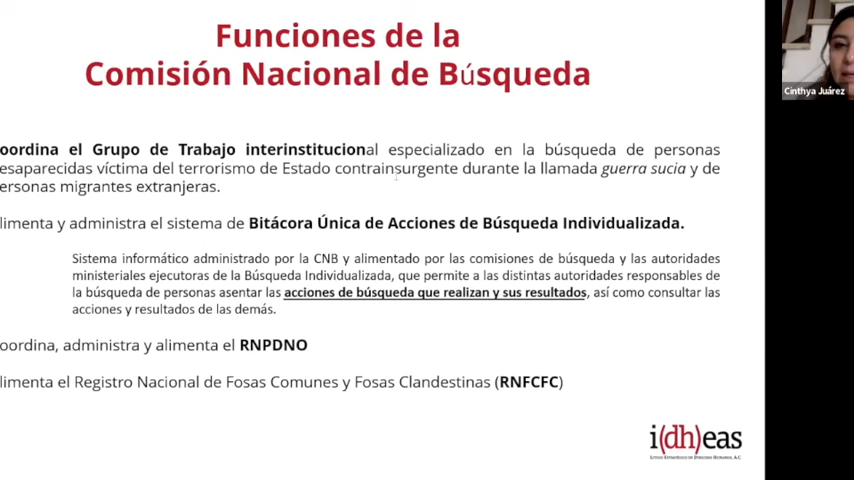 Funciones de la
Comisión Nacional de Búsqueda
oordina el Grupo de Trabajo interinstitucional especializado en la búsqueda de personas
esaparecidas víctima del terrorismo de Estado contrainsurgente durante la llamada guerra sucia y de
ersonas migrantes extranjeras.
limenta y administra el sistema de Bitácora Única de Acciones de Búsqueda Individualizada.
Sistema informático administrado por la CNB y alimentado por las comisiones de búsqueda y las autoridades
ministeriales ejecutoras de la Búsqueda Individualizada, que permite a las distintas autoridades responsables de
la búsqueda de personas asentar las acciones de búsqueda que realizan y sus resultados, así como consultar las
acciones y resultados de las demás.
oordina, administra y alimenta el RNPDNO
limenta el Registro Nacional de Fosas Comunes y Fosas Clandestinas (RNFCFC)
i(dh)eas
Litigio Estratégico en Derechos Humanos, A.C
Cinthya Juárez